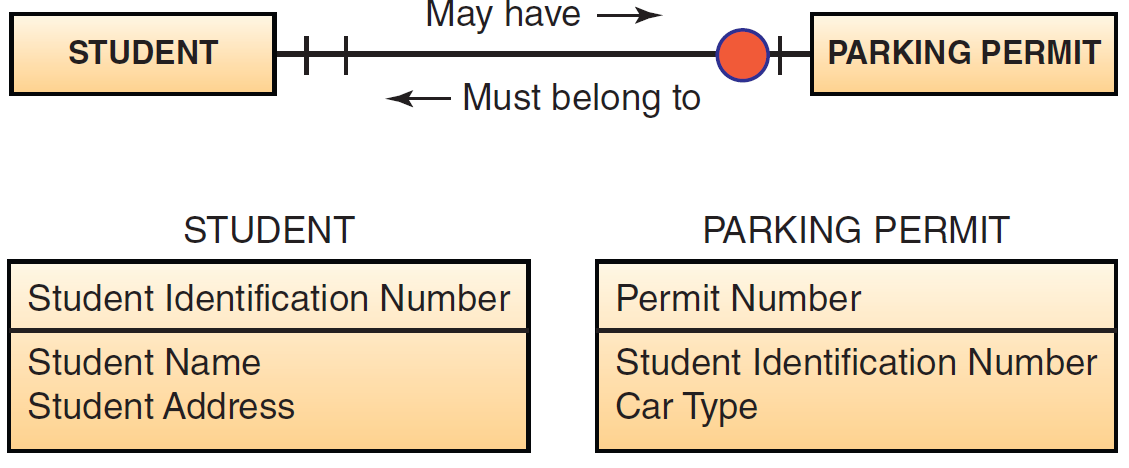 May have
STUDENT
PARKING PERMIT
Must belong to
STUDENT
PARKING PERMIT
Student Identification Number
Permit Number
Student Name
Student Identification Number
Student Address
Car Type